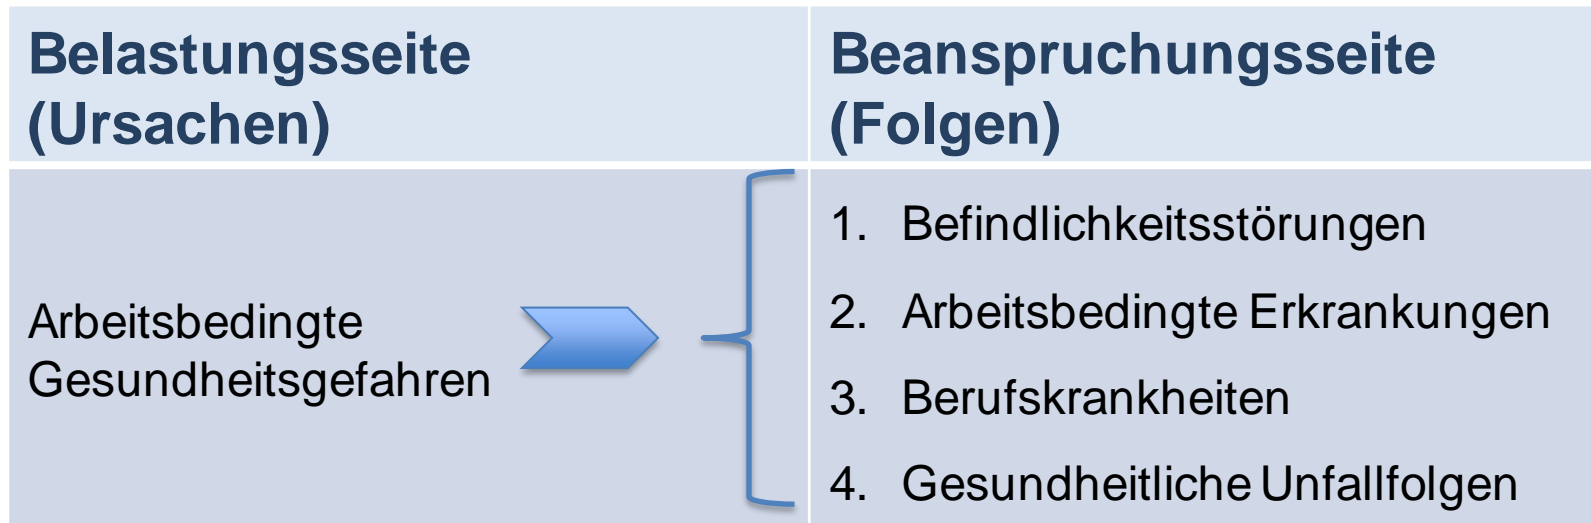 Belastungsseite
(Ursachen)
Beanspruchungsseite
(Folgen)
Arbeitsbedingte
Gesundheitsgefahren
1. Befindlichkeitsstörungen
2. Arbeitsbedingte Erkrankungen
3. Berufskrankheiten
4. Gesundheitliche Unfallfolgen